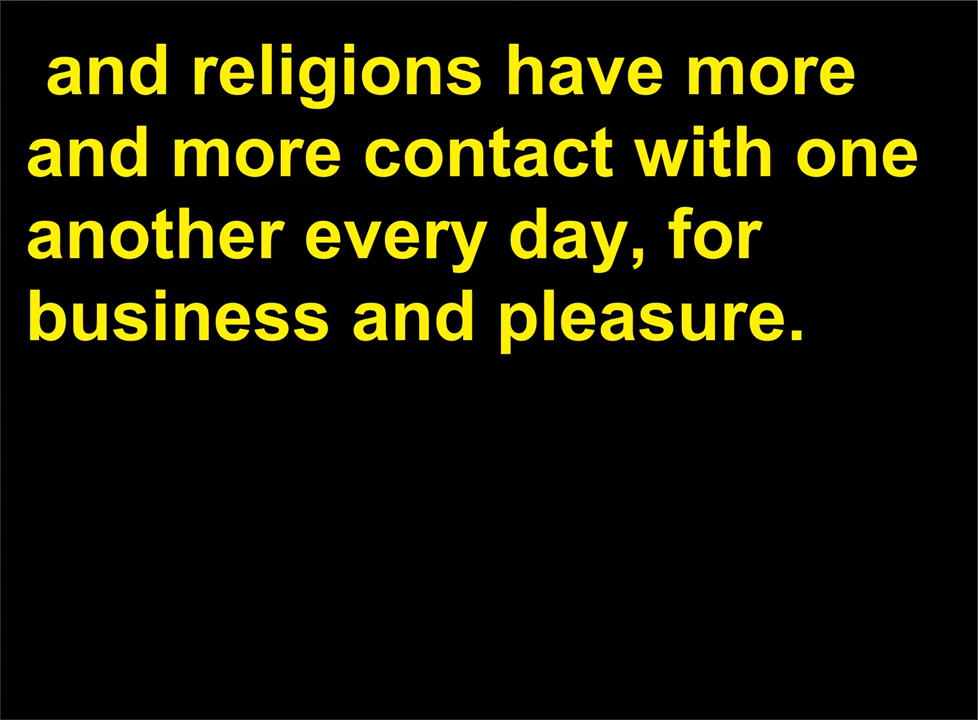 and religions have more
and more contact with one
another every day, for
business and pleasure.